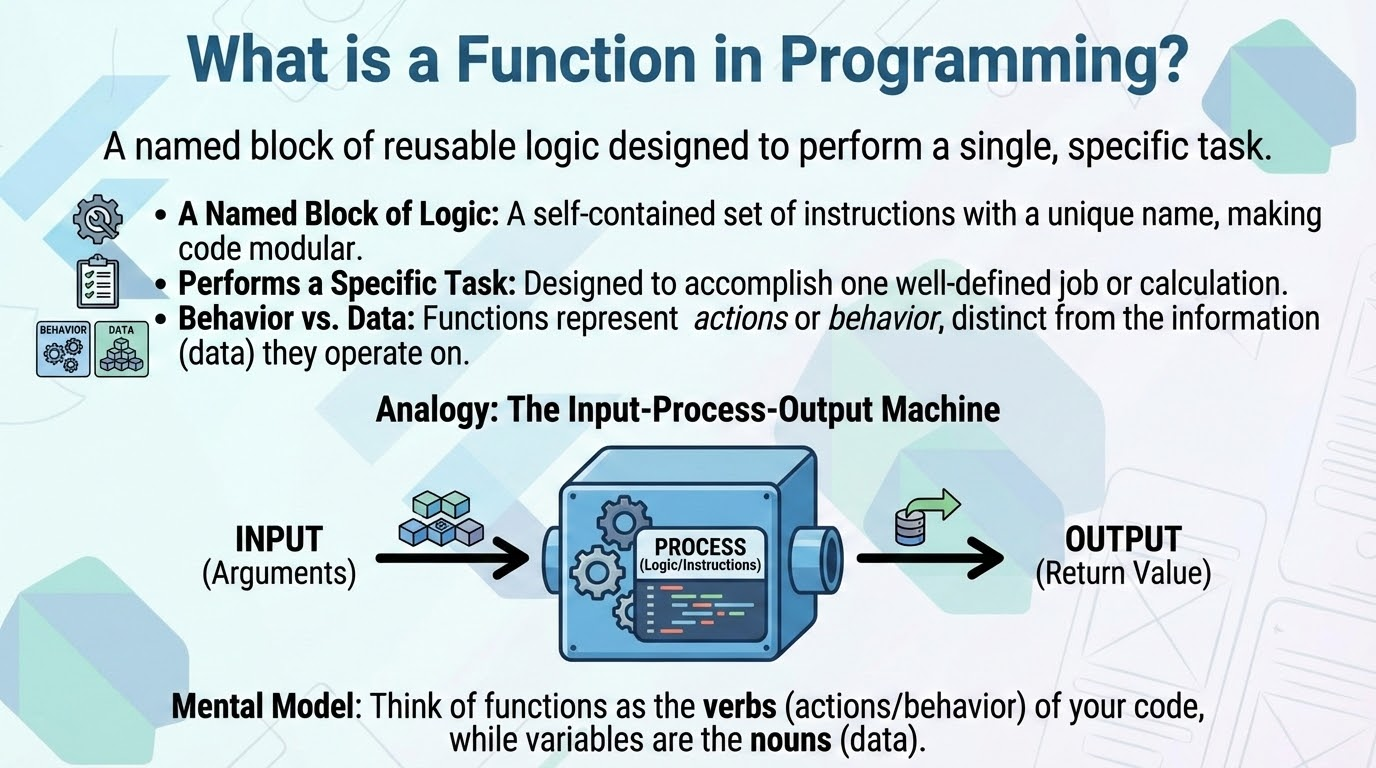 What is a Function in Programming?
A named block of reusable logic designed to perform a single, specific task.
• A Named Block of Logic: A self-contained set of instructions with a unique name, making
code modular.
• Performs a Specific Task: Designed to accomplish one well-defined job or calculation.
BEHAVIOR DATA
• Behavior vs. Data: Functions represent actions or behavior, distinct from the information
(data) they operate on.
Analogy: The Input-Process-Output Machine
INPUT
(Arguments)
PROCESS
(Logic/Instructions)
OUTPUT
(Return Value)
Mental Model: Think of functions as the verbs (actions/behavior) of your code,
while variables are the nouns (data).